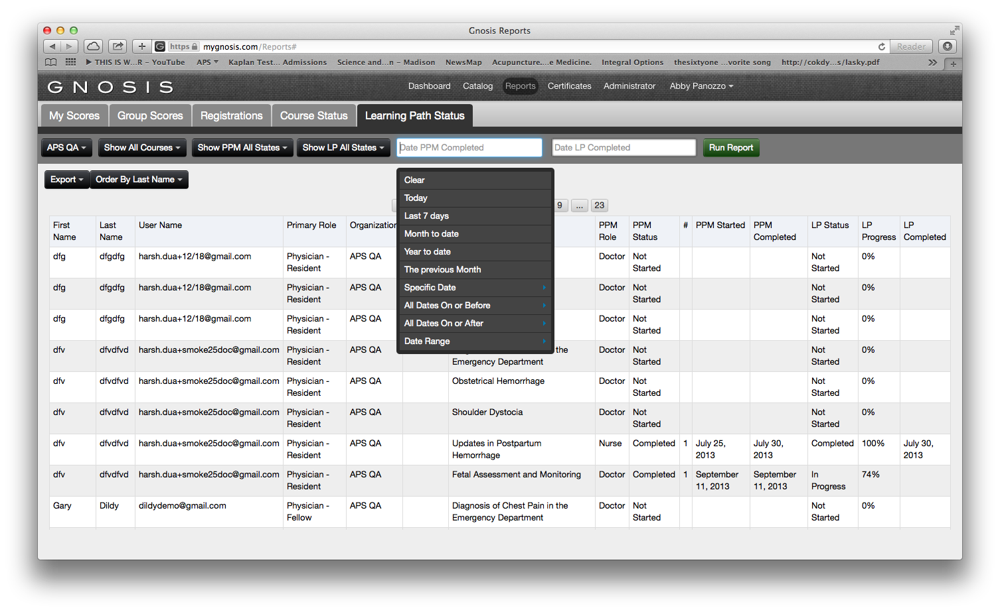 Gnosis Reports
https mygnosis.com/Reports# Reader
THIS IS W...R – YouTube APS Kaplan Test... Admissions Science and...n – Madison NewsMap Acupuncture....e Medicine. Integral Options thesixtyone ...vorite song http://cokdy...s/lasky.pdf
GNOSIS Dashboard Catalog Reports Certificates Administrator Abby Panozzo
My Scores Group Scores Registrations Course Status Learning Path Status
APS QA Show All Courses Show PPM All States Show LP All States Date PPM Completed Date LP Completed Run Report
Export Order By Last Name
Clear
Today
Last 7 days
Month to date
Year to date
The previous Month
Specific Date
All Dates On or Before
All Dates On or After
Date Range
9 ... 23
First Name Last Name User Name Primary Role Organization PPM Role PPM Status # PPM Started PPM Completed LP Status LP Progress LP Completed
dfg dfgdfg harsh.dua+12/18@gmail.com Physician - Resident APS QA Doctor Not Started Not Started 0%
dfg dfgdfg harsh.dua+12/18@gmail.com Physician - Resident APS QA Doctor Not Started Not Started 0%
dfg dfgdfg harsh.dua+12/18@gmail.com Physician - Resident APS QA Doctor Not Started Not Started 0%
dfv dfvdfvd harsh.dua+smoke25doc@gmail.com Physician - Resident APS QA the Emergency Department Doctor Not Started Not Started 0%
dfv dfvdfvd harsh.dua+smoke25doc@gmail.com Physician - Resident APS QA Obstetrical Hemorrhage Doctor Not Started Not Started 0%
dfv dfvdfvd harsh.dua+smoke25doc@gmail.com Physician - Resident APS QA Shoulder Dystocia Doctor Not Started Not Started 0%
dfv dfvdfvd harsh.dua+smoke25doc@gmail.com Physician - Resident APS QA Updates in Postpartum Hemorrhage Nurse Completed 1 July 25, 2013 July 30, 2013 Completed 100% July 30, 2013
dfv dfvdfvd harsh.dua+smoke25doc@gmail.com Physician - Resident APS QA Fetal Assessment and Monitoring Doctor Completed 1 September 11, 2013 September 11, 2013 In Progress 74%
Gary Dildy dildydemo@gmail.com Physician - Fellow APS QA Diagnosis of Chest Pain in the Emergency Department Doctor Not Started Not Started 0%